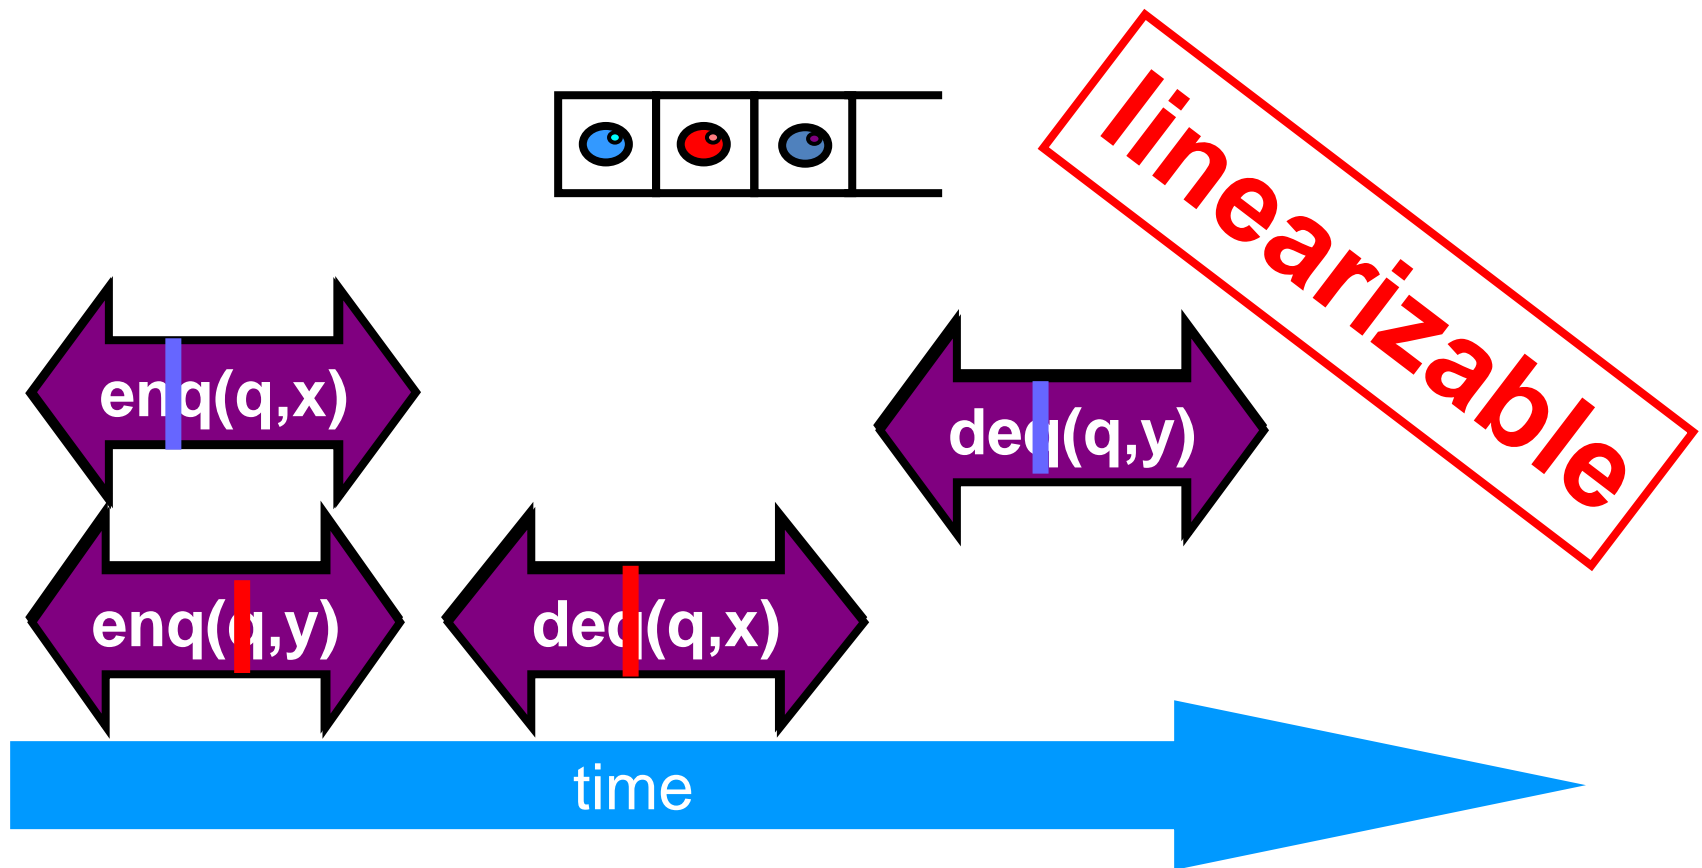 linearizable
enq(q,x)
deq(q,y)
enq(q,y)
deq(q,x)
time